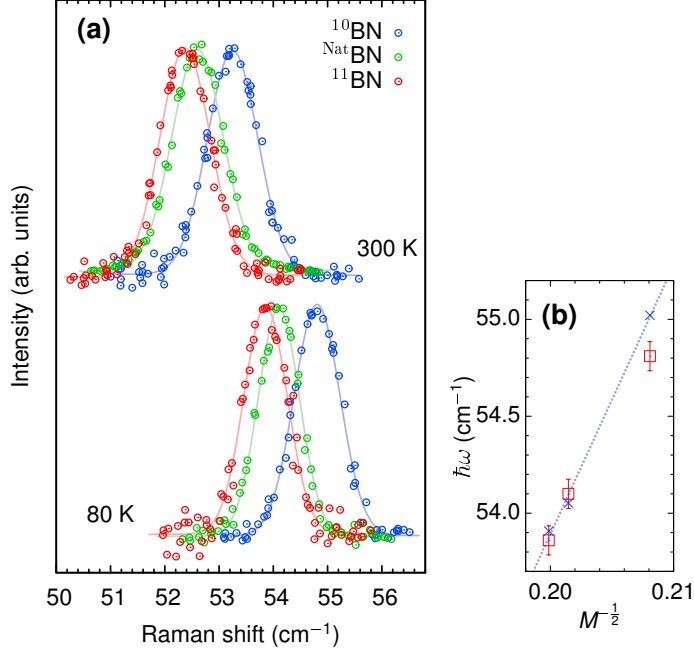 (a)
¹⁰BN
ᴺᵃᵗBN
¹¹BN
300 K
80 K
Intensity (arb. units)
50 51 52 53 54 55 56
Raman shift (cm⁻¹)
(b)
55.0
54.5
54.0
ħω (cm⁻¹)
0.20 0.21
M^{-1/2}